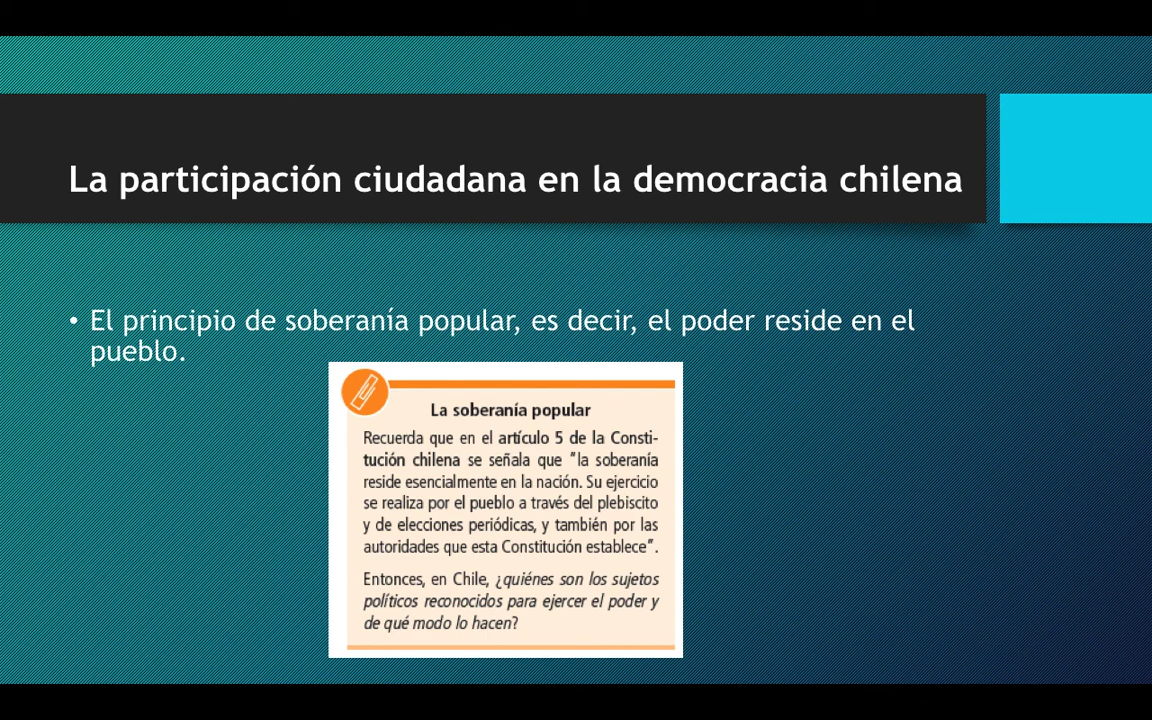 La participación ciudadana en la democracia chilena
• El principio de soberanía popular, es decir, el poder reside en el
pueblo.
La soberanía popular
Recuerda que en el artículo 5 de la Consti-
tución chilena se señala que "la soberanía
reside esencialmente en la nación. Su ejercicio
se realiza por el pueblo a través del plebiscito
y de elecciones periódicas, y también por las
autoridades que esta Constitución establece".
Entonces, en Chile, ¿quiénes son los sujetos
políticos reconocidos para ejercer el poder y
de qué modo lo hacen?